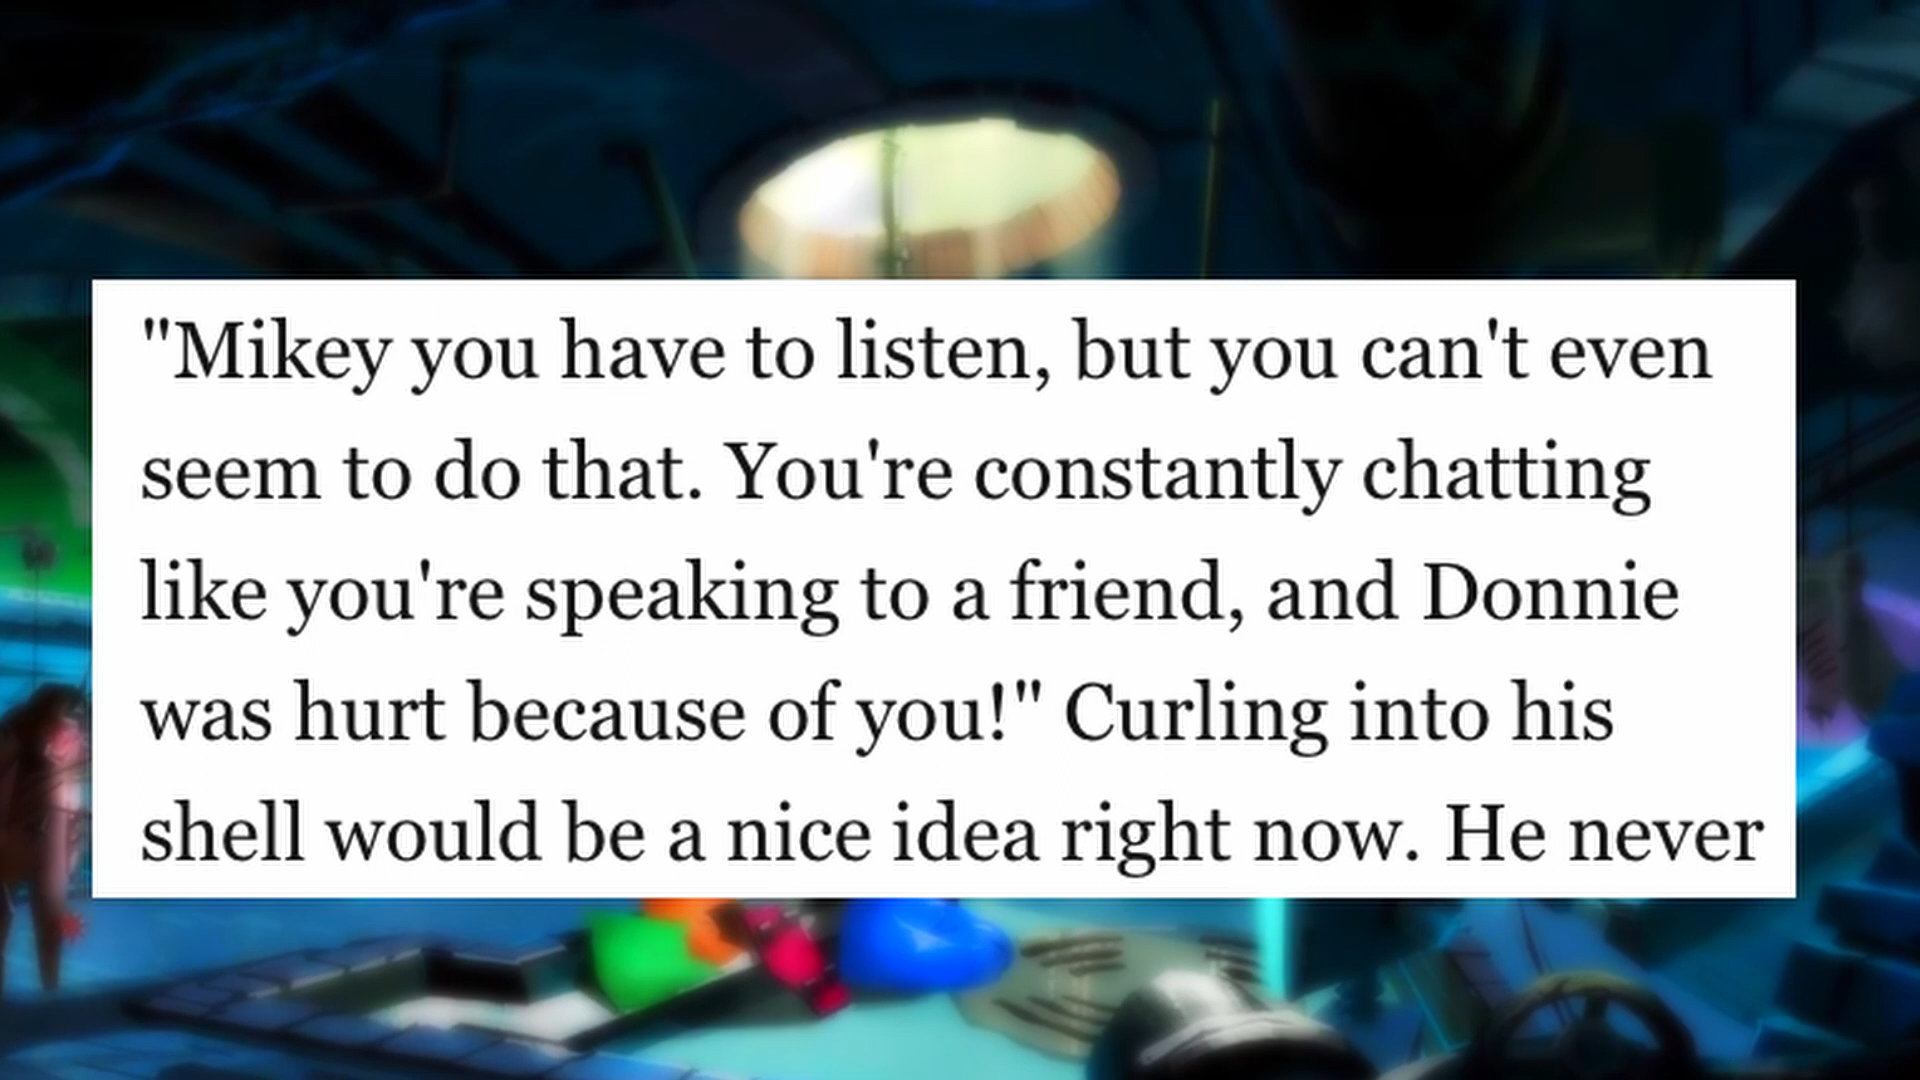 "Mikey you have to listen, but you can't even
seem to do that. You're constantly chatting
like you're speaking to a friend, and Donnie
was hurt because of you!" Curling into his
shell would be a nice idea right now. He never